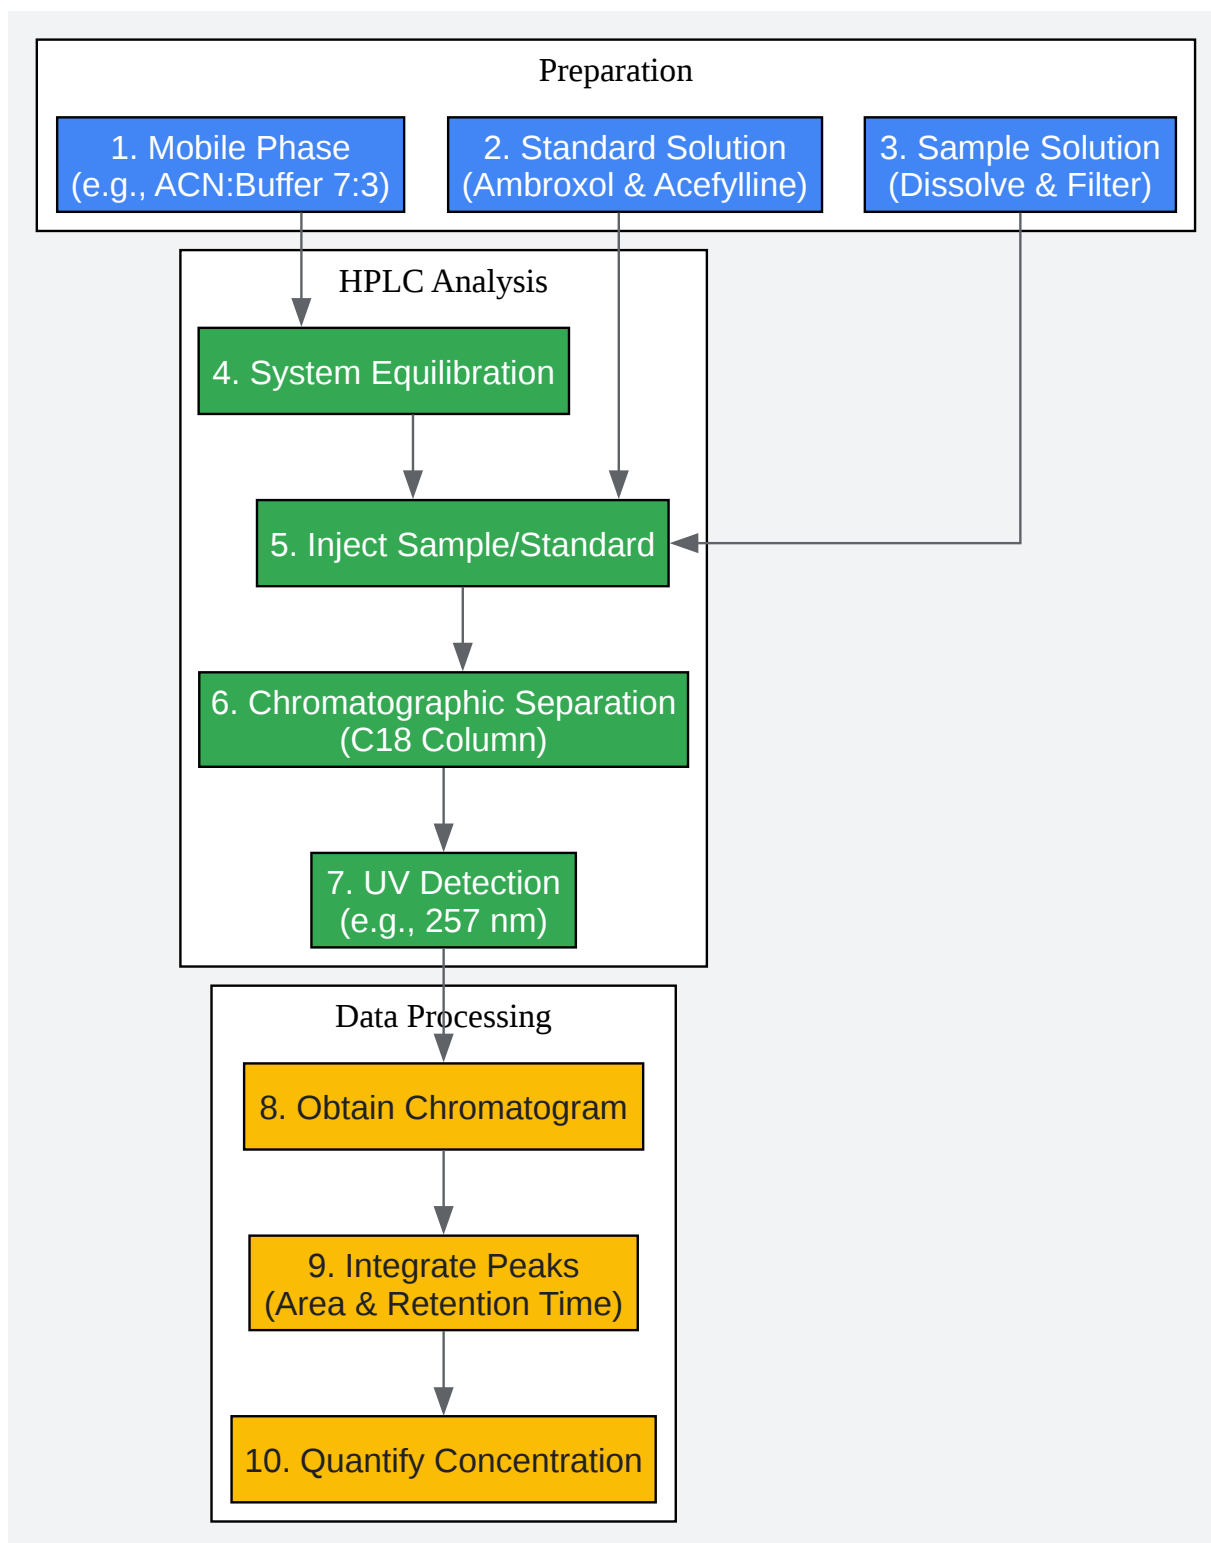 Preparation
1. Mobile Phase
(e.g., ACN:Buffer 7:3)
2. Standard Solution
(Ambroxol & Acefylline)
3. Sample Solution
(Dissolve & Filter)
HPLC Analysis
4. System Equilibration
5. Inject Sample/Standard
6. Chromatographic Separation
(C18 Column)
7. UV Detection
(e.g., 257 nm)
Data Processing
8. Obtain Chromatogram
9. Integrate Peaks
(Area & Retention Time)
10. Quantify Concentration